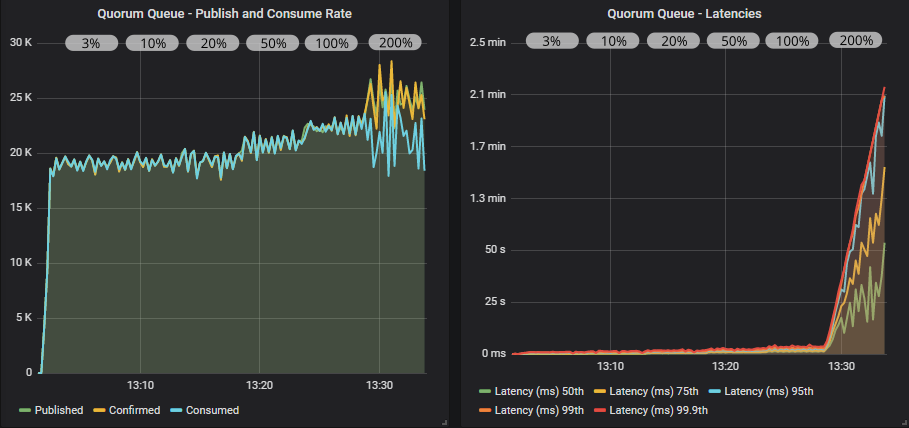 Quorum Queue - Publish and Consume Rate
30 K
3% 10% 20% 50% 100% 200%
25 K
20 K
15 K
10 K
5 K
0
13:10 13:20 13:30
Published Confirmed Consumed
Quorum Queue - Latencies
2.5 min
3% 10% 20% 50% 100% 200%
2.1 min
1.7 min
1.3 min
50 s
25 s
0 ms
13:10 13:20 13:30
Latency (ms) 50th Latency (ms) 75th Latency (ms) 95th
Latency (ms) 99th Latency (ms) 99.9th